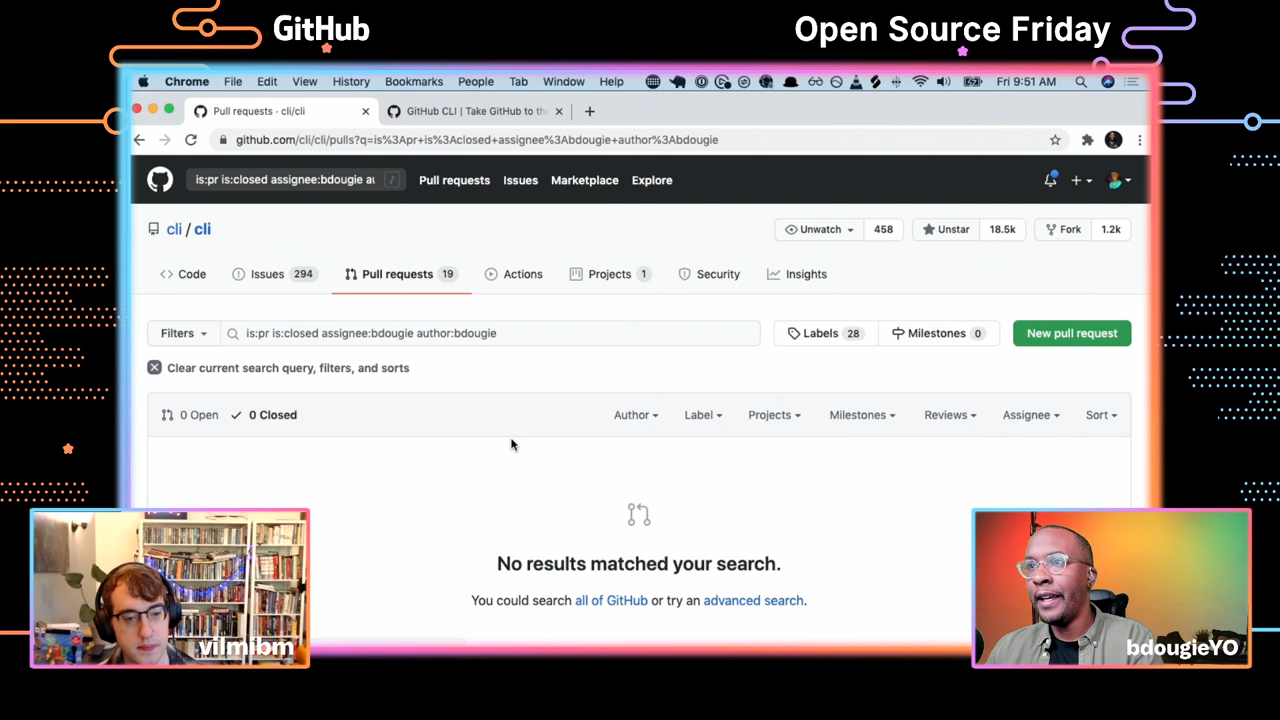 GitHub
Open Source Friday
Chrome File Edit View History Bookmarks People Tab Window Help Fri 9:51 AM
Pull requests · cli/cli
GitHub CLI | Take GitHub to th
github.com/cli/cli/pulls?q=is%3Apr+is%3Aclosed+assignee%3Abdougie+author%3Abdougie
is:pr is:closed assignee:bdougie au / Pull requests Issues Marketplace Explore
cli / cli Unwatch 458 Unstar 18.5k Fork 1.2k
Code Issues 294 Pull requests 19 Actions Projects 1 Security Insights
Filters is:pr is:closed assignee:bdougie author:bdougie Labels 28 Milestones 0 New pull request
Clear current search query, filters, and sorts
0 Open 0 Closed Author Label Projects Milestones Reviews Assignee Sort
No results matched your search.
You could search all of GitHub or try an advanced search.
vilmibm
bdougieYO